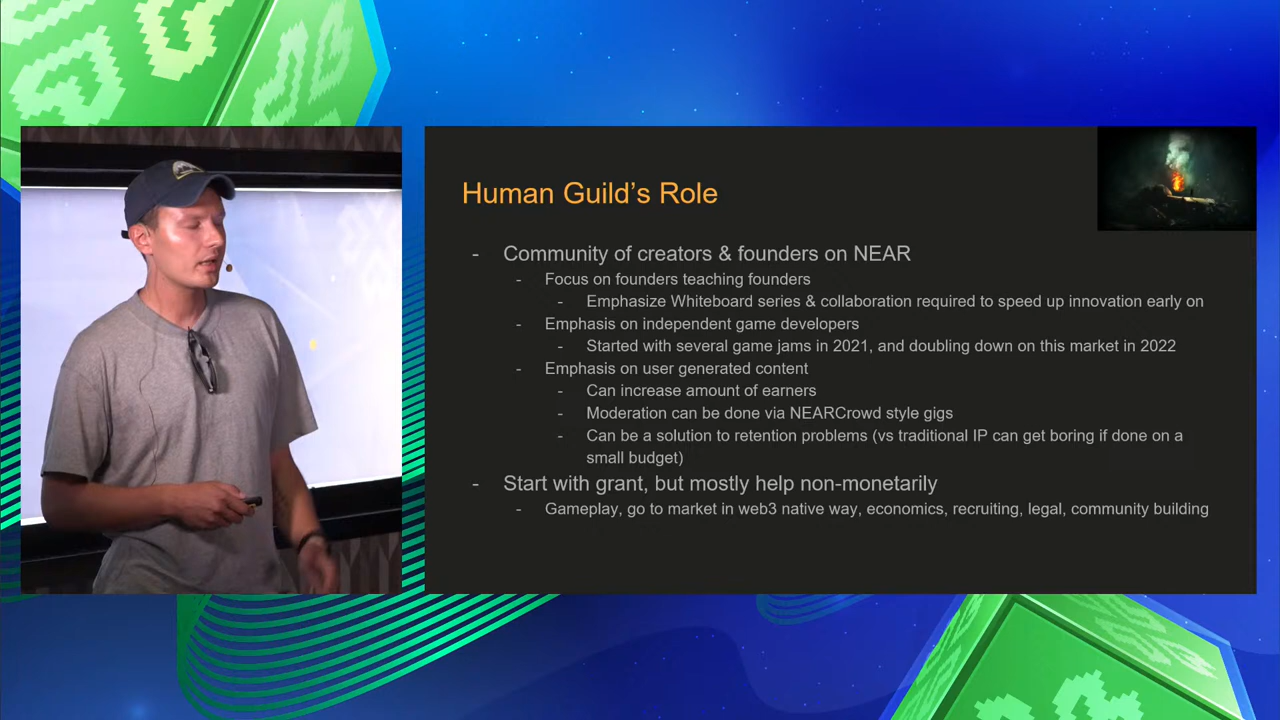 Human Guild's Role
- Community of creators & founders on NEAR
- Focus on founders teaching founders
- Emphasize Whiteboard series & collaboration required to speed up innovation early on
- Emphasis on independent game developers
- Started with several game jams in 2021, and doubling down on this market in 2022
- Emphasis on user generated content
- Can increase amount of earners
- Moderation can be done via NEARCrowd style gigs
- Can be a solution to retention problems (vs traditional IP can get boring if done on a
small budget)
- Start with grant, but mostly help non-monetarily
- Gameplay, go to market in web3 native way, economics, recruiting, legal, community building